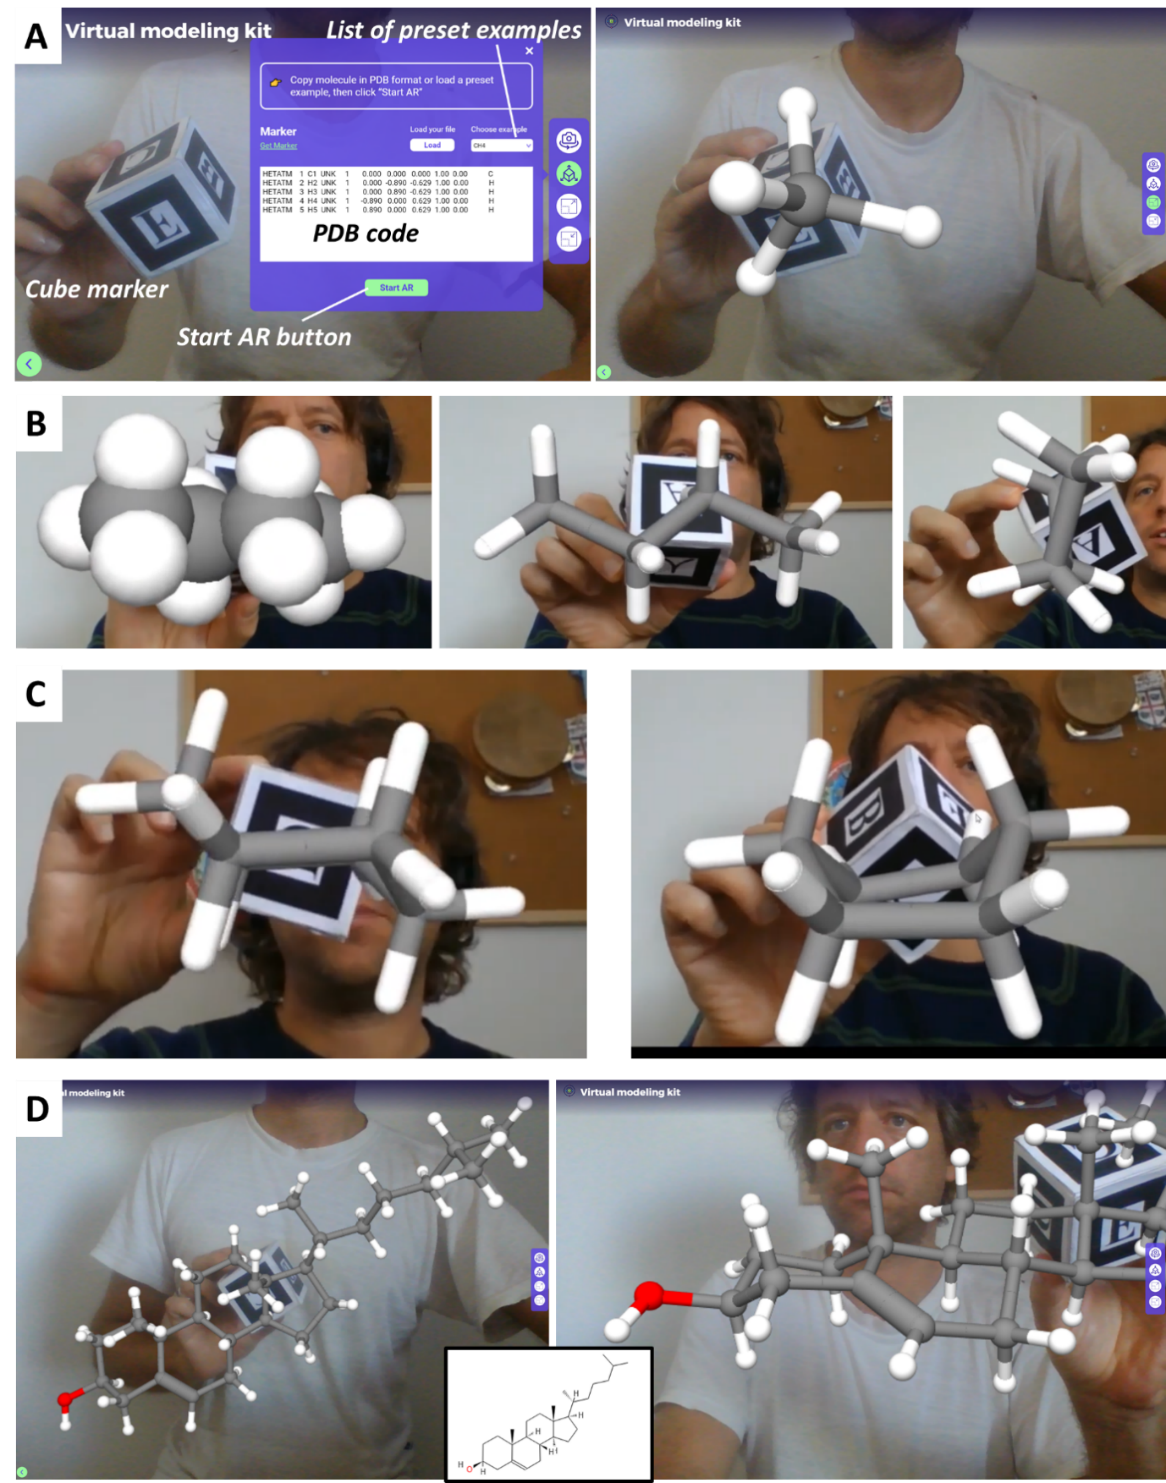 A
Virtual modeling kit
List of preset examples
Copy molecule in PDB format or load a preset
example, then click "Start AR"
Marker
Get Marker
Load your file
Load
Choose example
CH4
HETATM 1 C1 UNK 1 0.000 0.000 0.000 1.00 0.00 C
HETATM 2 H2 UNK 1 0.000 -0.890 -0.629 1.00 0.00 H
HETATM 3 H3 UNK 1 0.000 0.890 -0.629 1.00 0.00 H
HETATM 4 H4 UNK 1 -0.890 0.000 0.629 1.00 0.00 H
HETATM 5 H5 UNK 1 0.890 0.000 0.629 1.00 0.00 H
PDB code
Start AR
Cube marker
Start AR button
E
Virtual modeling kit
B
A
A
C
B
E
D
al modeling kit
Virtual modeling kit
E
H
H
H
H
H O
H